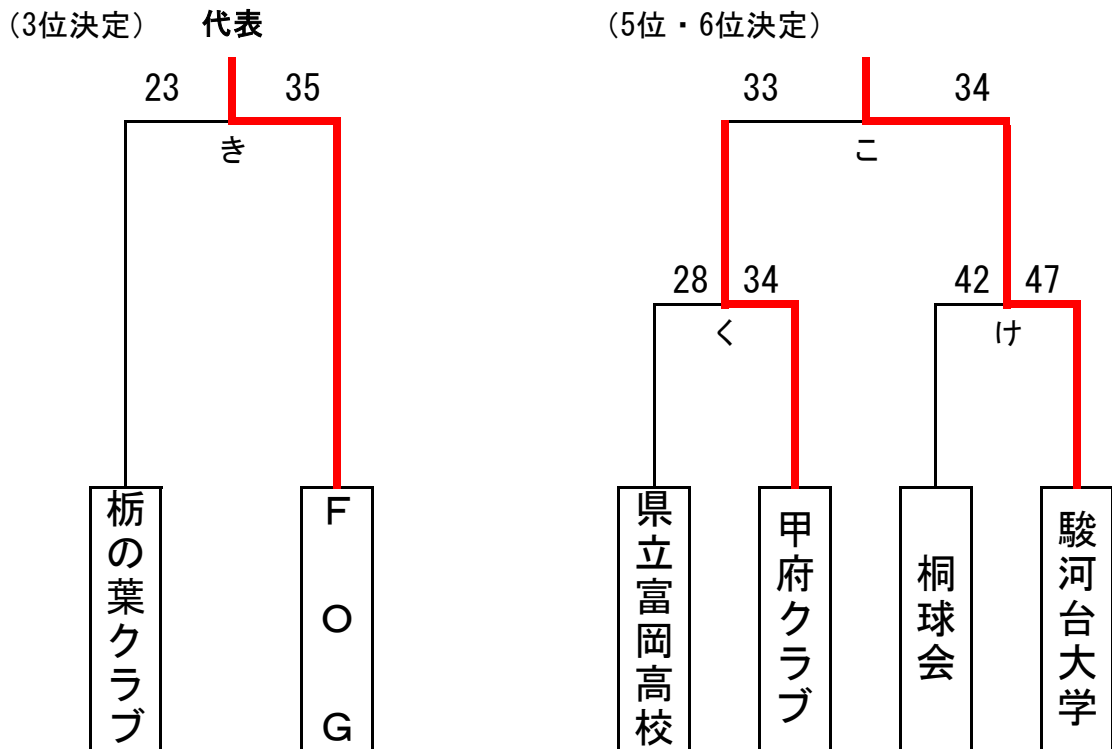 (3位決定) 代表
23 35
き
栃の葉クラブ
FOG
(5位・6位決定)
33 34
こ
28 34
く
42 47
け
県立富岡高校
甲府クラブ
桐球会
駿河台大学